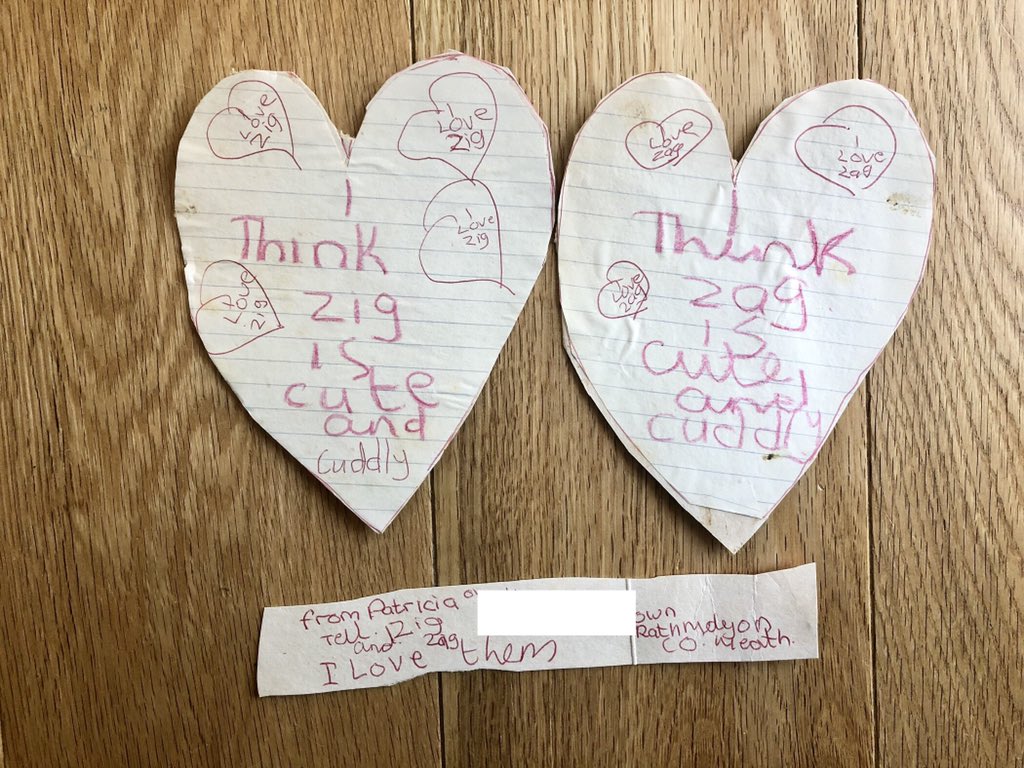 I
Love
Zig
I
Love
Zig
I
Love
Zig
I
Love
Zig
I
Think
zig
is
cute
and
cuddly
I
Love
zag
I
Love
zag
I
Love
zag
I
Think
zag
is
cute
and
cuddly
from Patricia
own
Tell Zig
and zag
I Love them
Rathmolyon
CO. Meath.